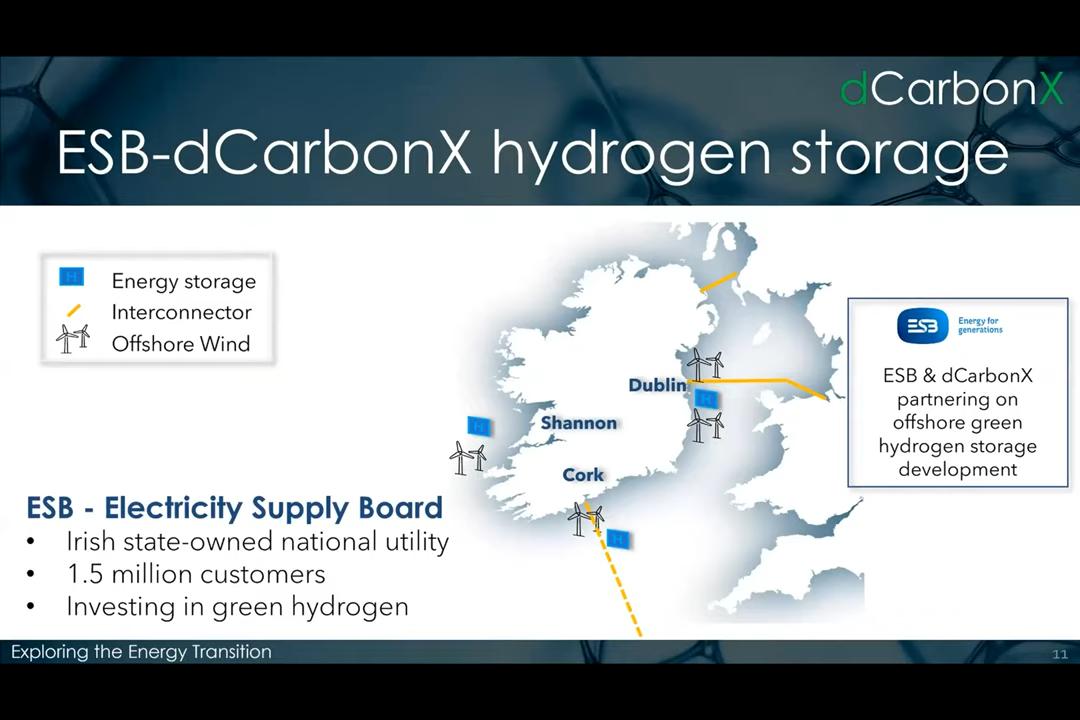 dCarbonX
ESB-dCarbonX hydrogen storage
H Energy storage
Interconnector
Offshore Wind
Dublin
H
H
Shannon
Cork
H
ESB Energy for
generations
ESB & dCarbonX
partnering on
offshore green
hydrogen storage
development
ESB - Electricity Supply Board
• Irish state-owned national utility
• 1.5 million customers
• Investing in green hydrogen
Exploring the Energy Transition
11